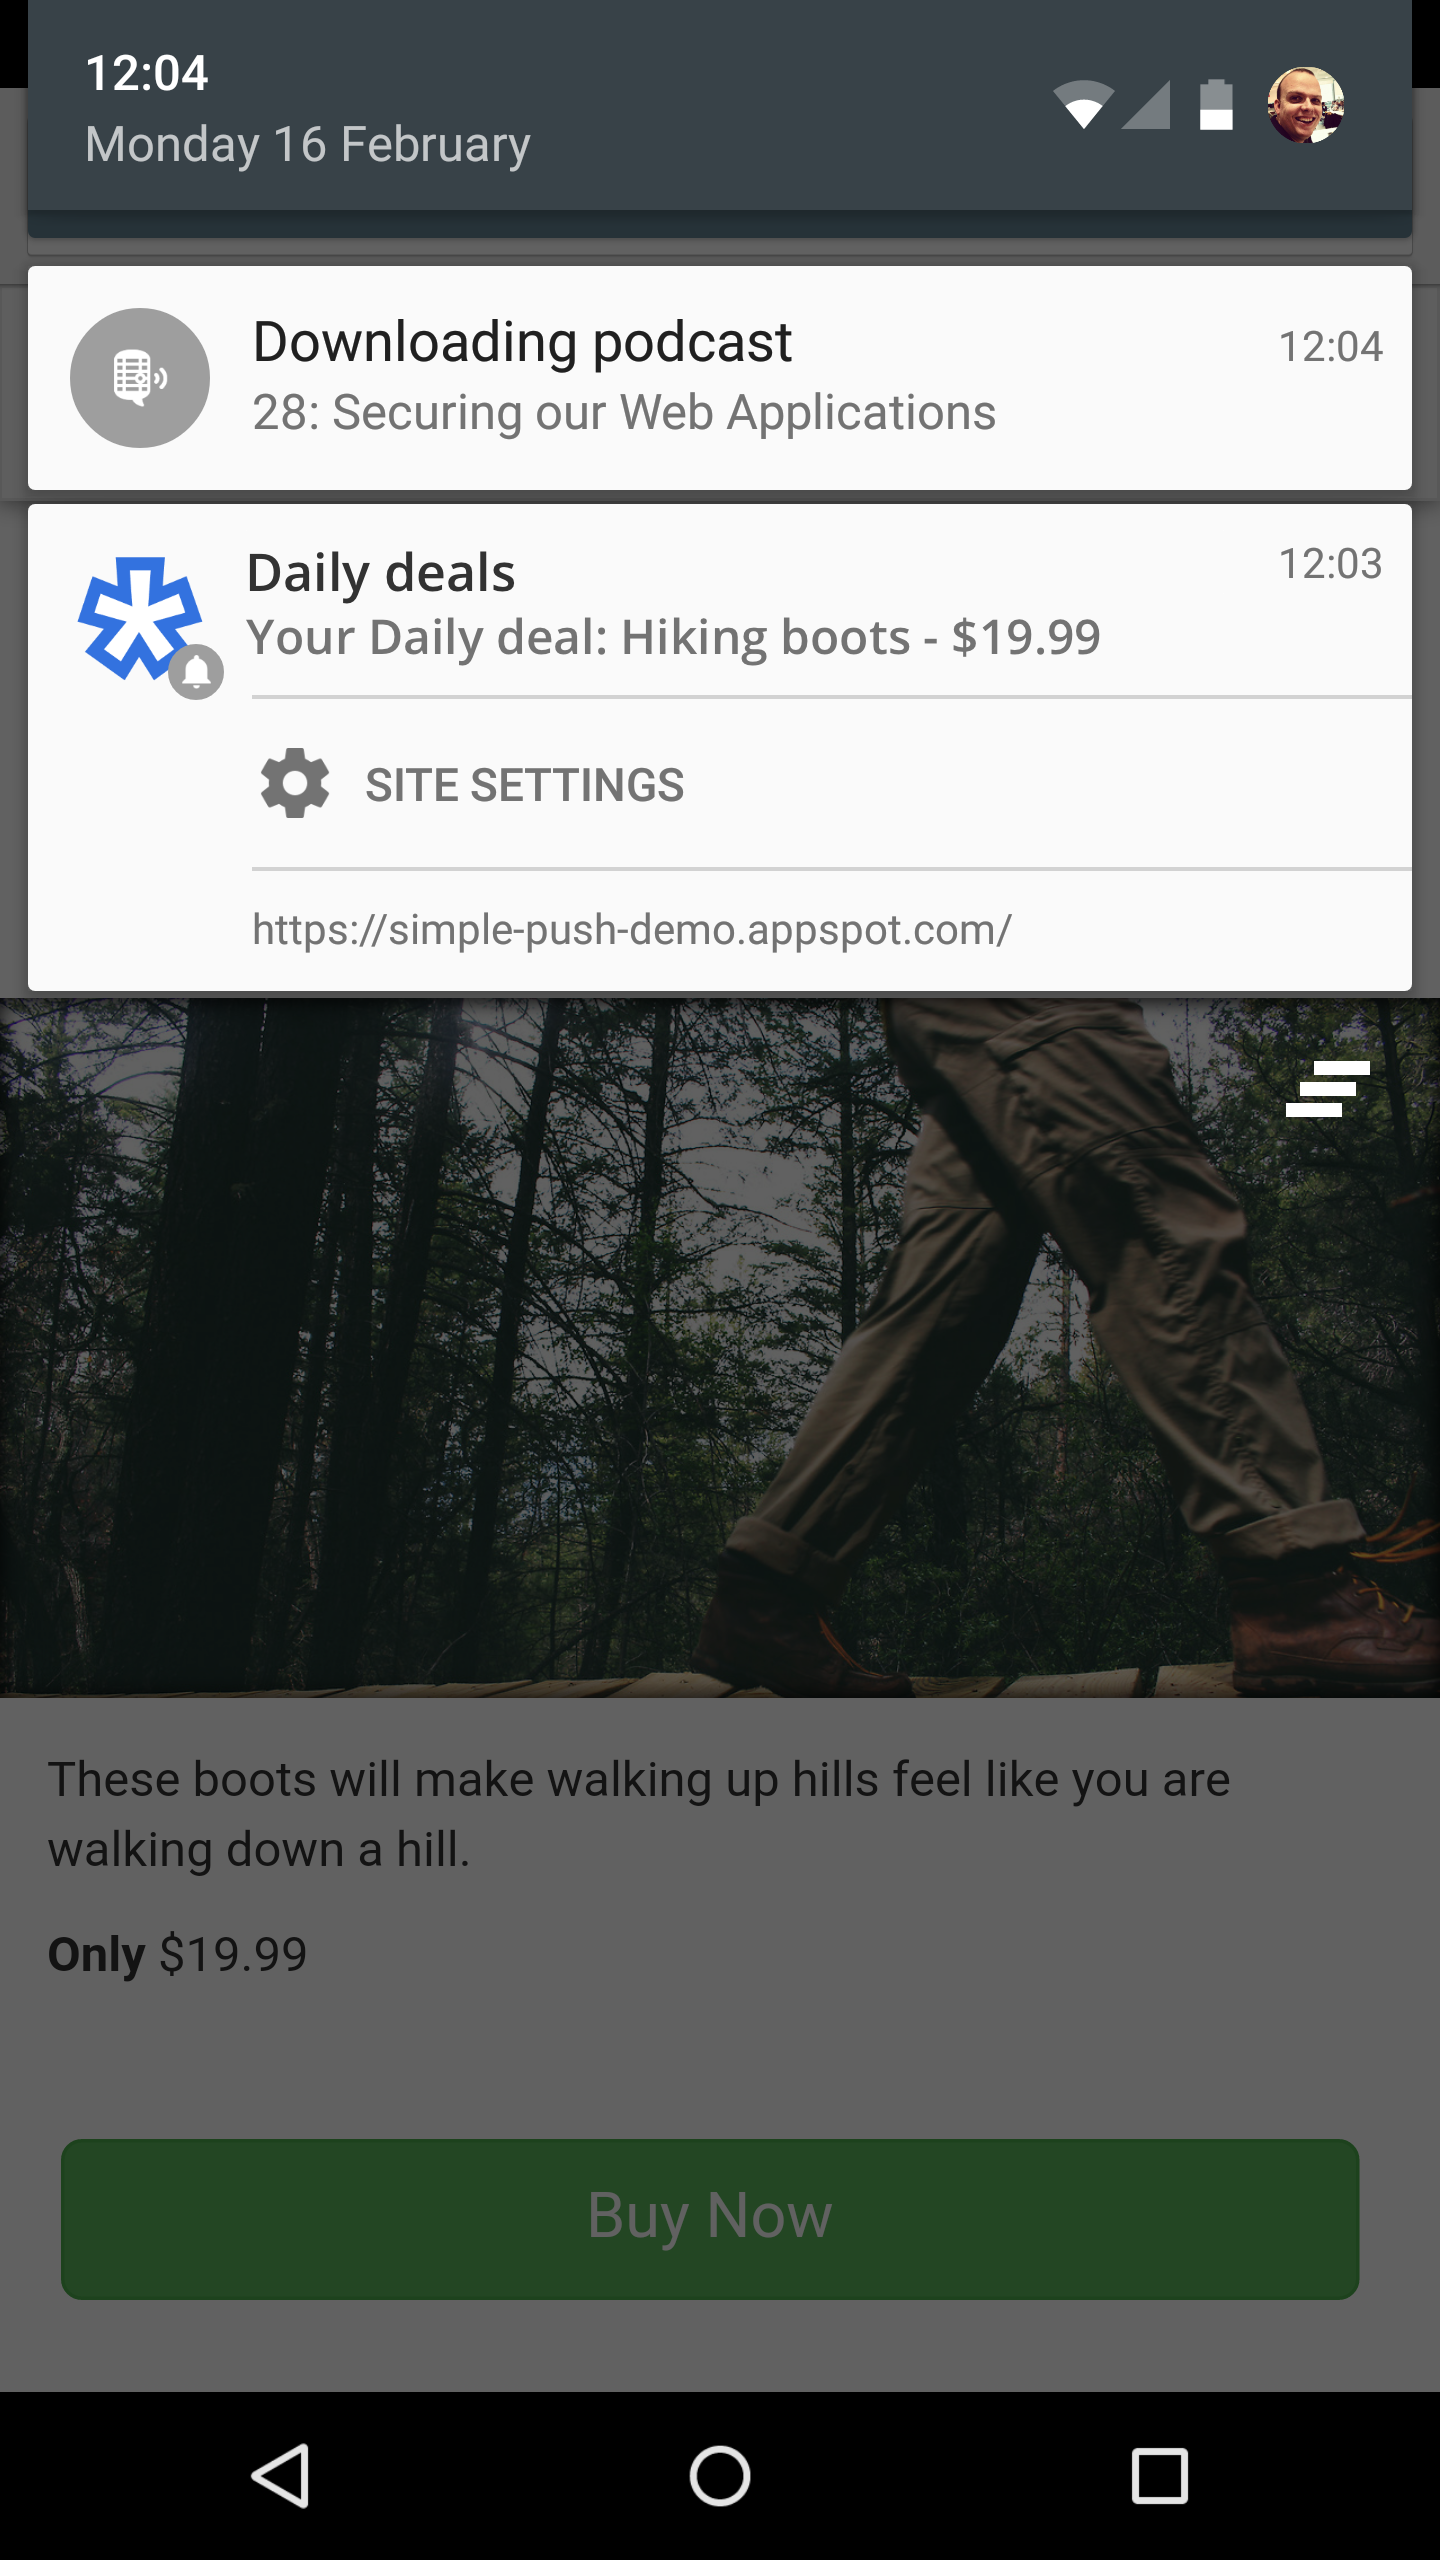 12:04
Monday 16 February
Downloading podcast
12:04
28: Securing our Web Applications
Daily deals
12:03
Your Daily deal: Hiking boots - $19.99
SITE SETTINGS
https://simple-push-demo.appspot.com/
These boots will make walking up hills feel like you are
walking down a hill.
Only $19.99
Buy Now